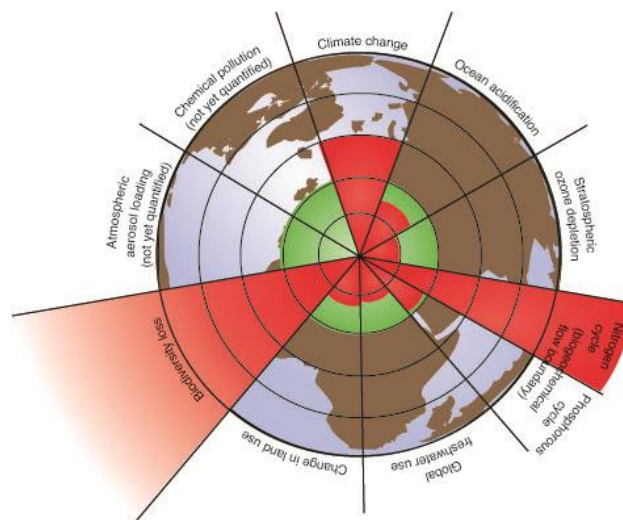 Climate change
Ocean acidification
Stratospheric
ozone depletion
Nitrogen
cycle
(biogeochemical
flow boundary)
Phosphorous
cycle
Global
freshwater use
Change in land use
Biodiversity loss
Atmospheric
aerosol loading
(not yet quantified)
Chemical pollution
(not yet quantified)